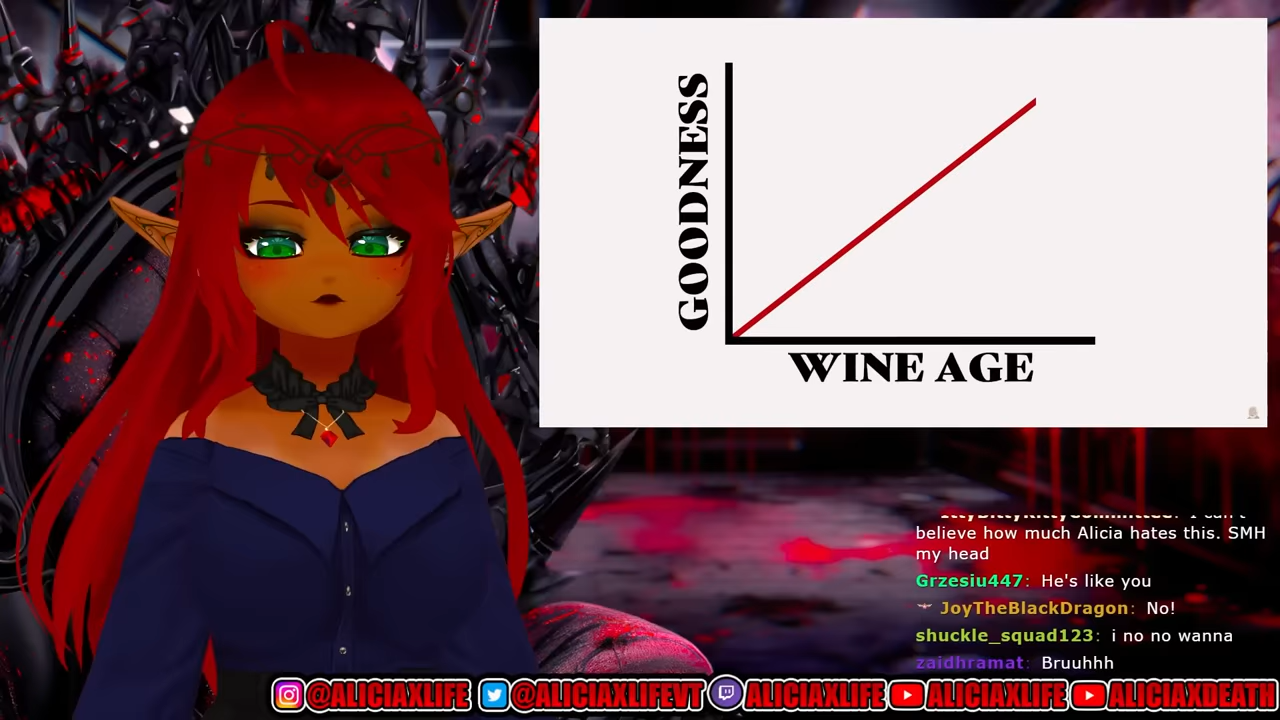 GOODNESS
WINE AGE
believe how much Alicia hates this. SMH
my head
Grzesiu447: He's like you
JoyTheBlackDragon: No!
shuckle_squad123: i no no wanna
zaidhramat: Bruuhhh
@ALICIAXLIFE @ALICIAXLIFEVT ALICIAXLIFE ALICIAXLIFE ALICIAXDEATH